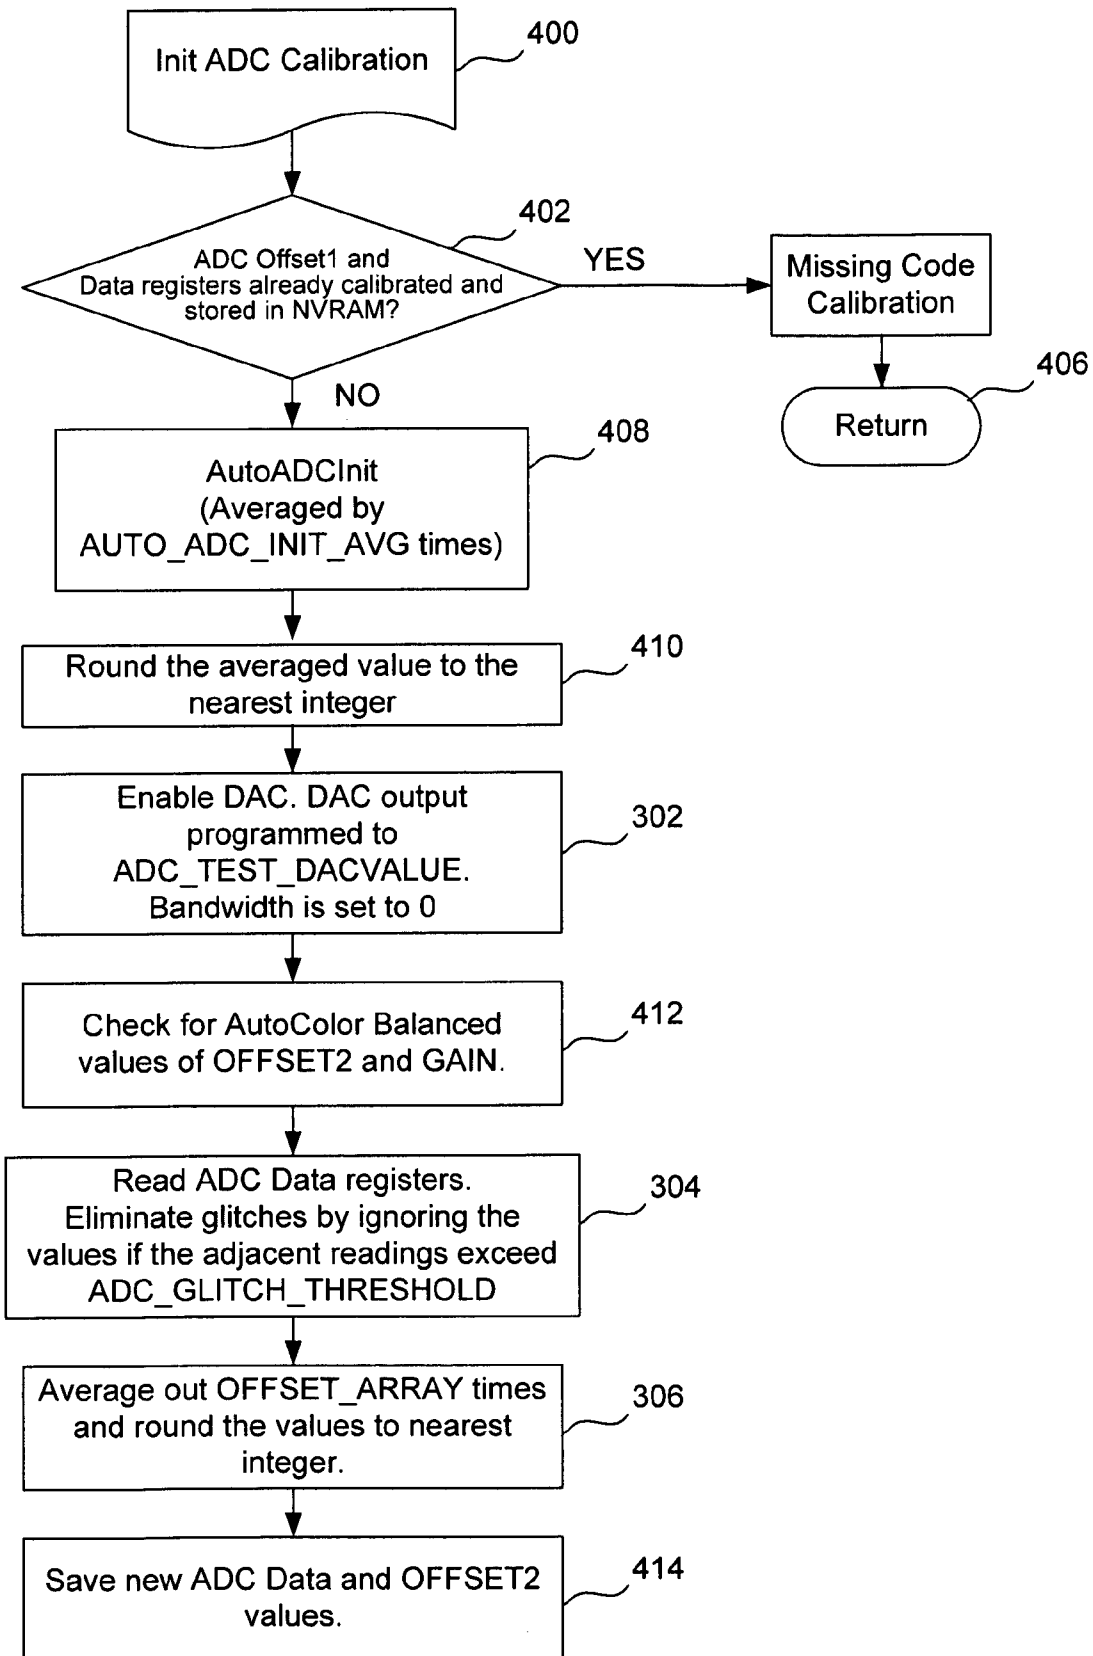 Init ADC Calibration
400
402
ADC Offset1 and
Data registers already calibrated and
stored in NVRAM?
YES
Missing Code
Calibration
406
Return
NO
408
AutoADCInit
(Averaged by
AUTO_ADC_INIT_AVG times)
410
Round the averaged value to the
nearest integer
302
Enable DAC. DAC output
programmed to
ADC_TEST_DACVALUE.
Bandwidth is set to 0
412
Check for AutoColor Balanced
values of OFFSET2 and GAIN.
304
Read ADC Data registers.
Eliminate glitches by ignoring the
values if the adjacent readings exceed
ADC_GLITCH_THRESHOLD
306
Average out OFFSET_ARRAY times
and round the values to nearest
integer.
414
Save new ADC Data and OFFSET2
values.